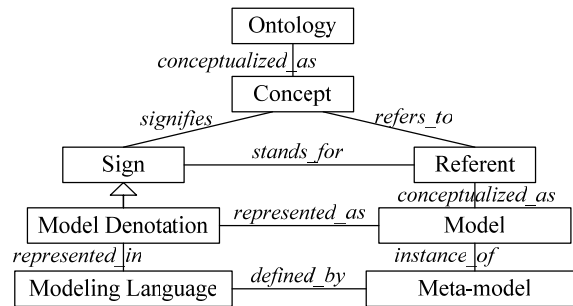 Ontology
conceptualized_as
Concept
signifies
refers_to
Sign
stands_for
Referent
conceptualized_as
Model Denotation
represented_as
Model
represented_in
instance_of
Modeling Language
defined_by
Meta-model